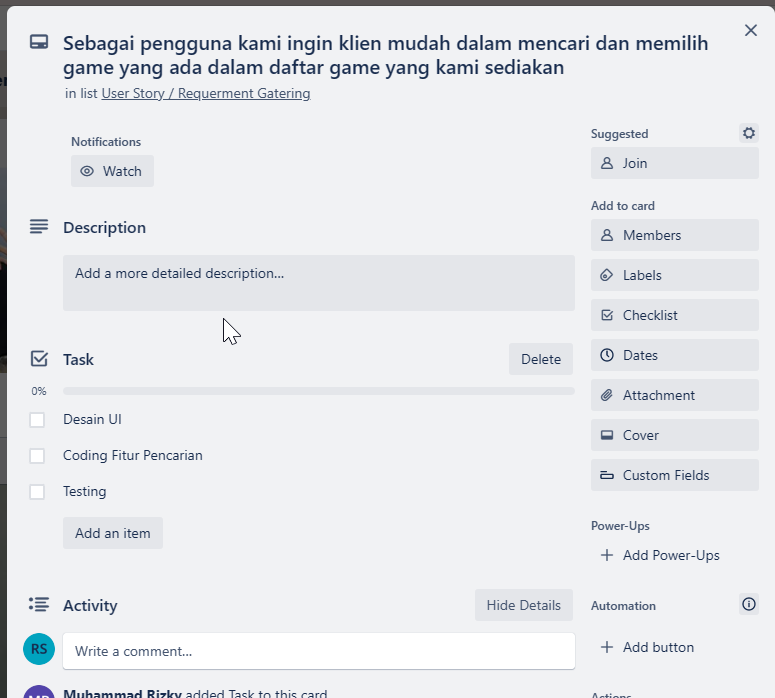 Sebagai pengguna kami ingin klien mudah dalam mencari dan memilih
game yang ada dalam daftar game yang kami sediakan
in list User Story / Requerment Gatering
Notifications
Watch
Description
Add a more detailed description...
Task
Delete
0%
Desain UI
Coding Fitur Pencarian
Testing
Add an item
Activity
Hide Details
RS
Write a comment...
Muhammad Rizky added Task to this card
Suggested
Join
Add to card
Members
Labels
Checklist
Dates
Attachment
Cover
Custom Fields
Power-Ups
Add Power-Ups
Automation
Add button
Actions